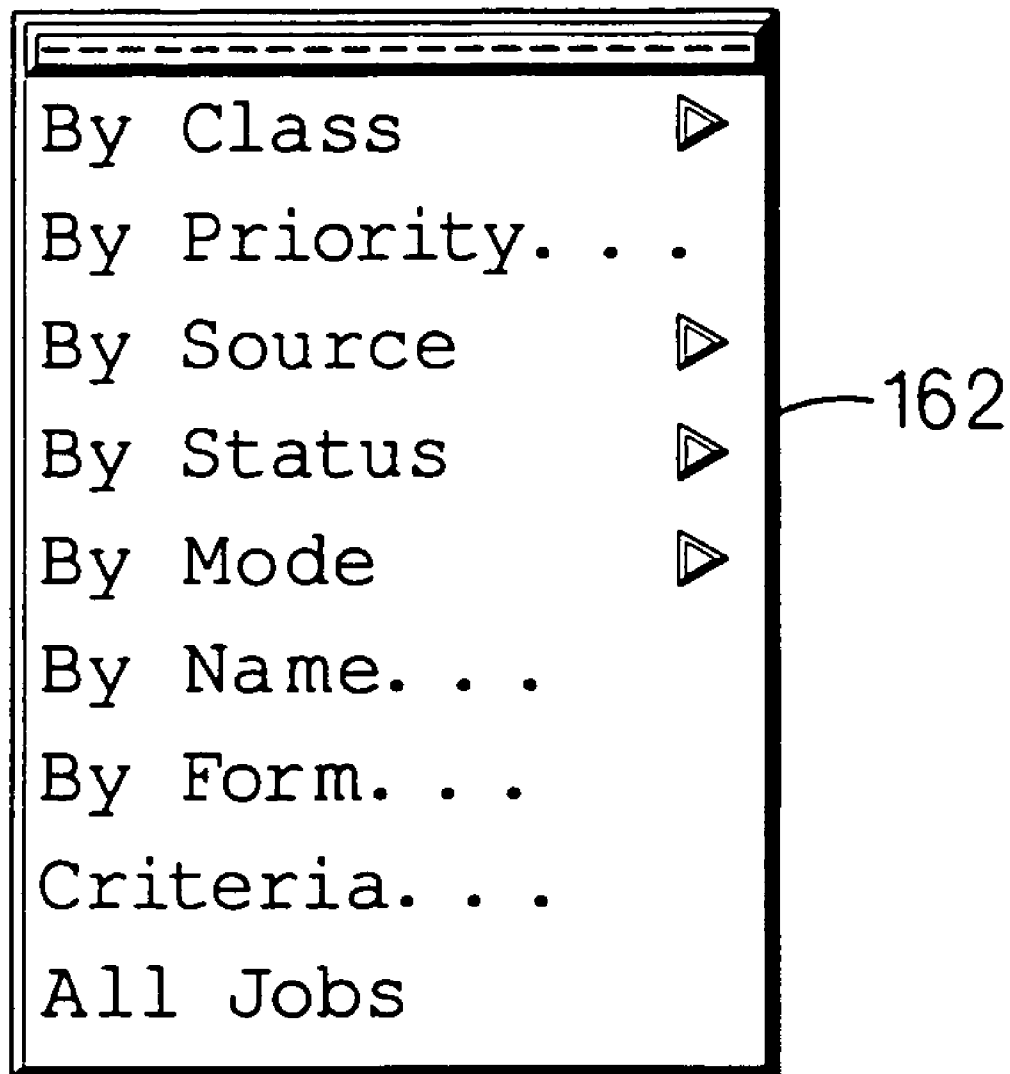 By Class
By Priority. . .
By Source
By Status
By Mode
By Name. . .
By Form. . .
Criteria. . .
All Jobs
162